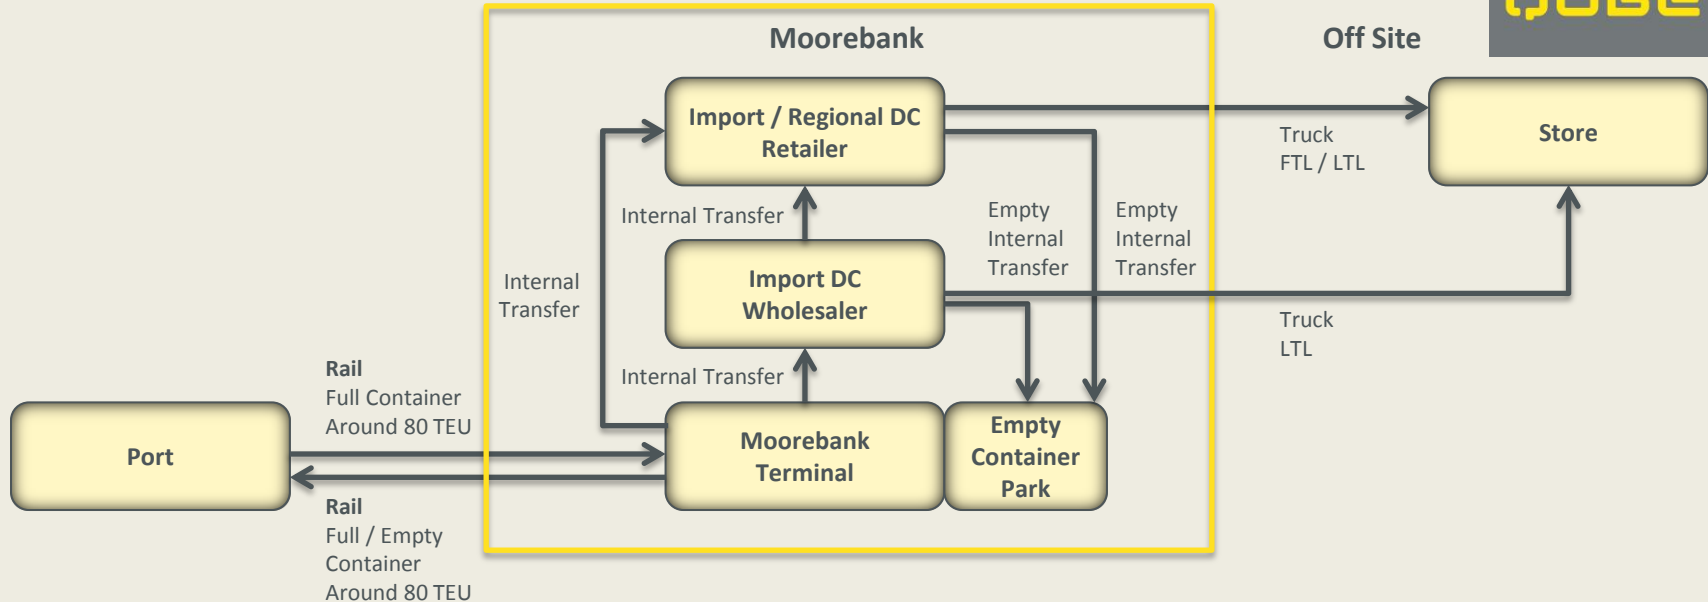 Moorebank
Off Site
QUBE
Import / Regional DC
Retailer
Store
Truck
FTL / LTL
Internal Transfer
Empty
Internal
Transfer
Empty
Internal
Transfer
Internal
Transfer
Import DC
Wholesaler
Truck
LTL
Internal Transfer
Rail
Full Container
Around 80 TEU
Port
Moorebank
Terminal
Empty
Container
Park
Rail
Full / Empty
Container
Around 80 TEU